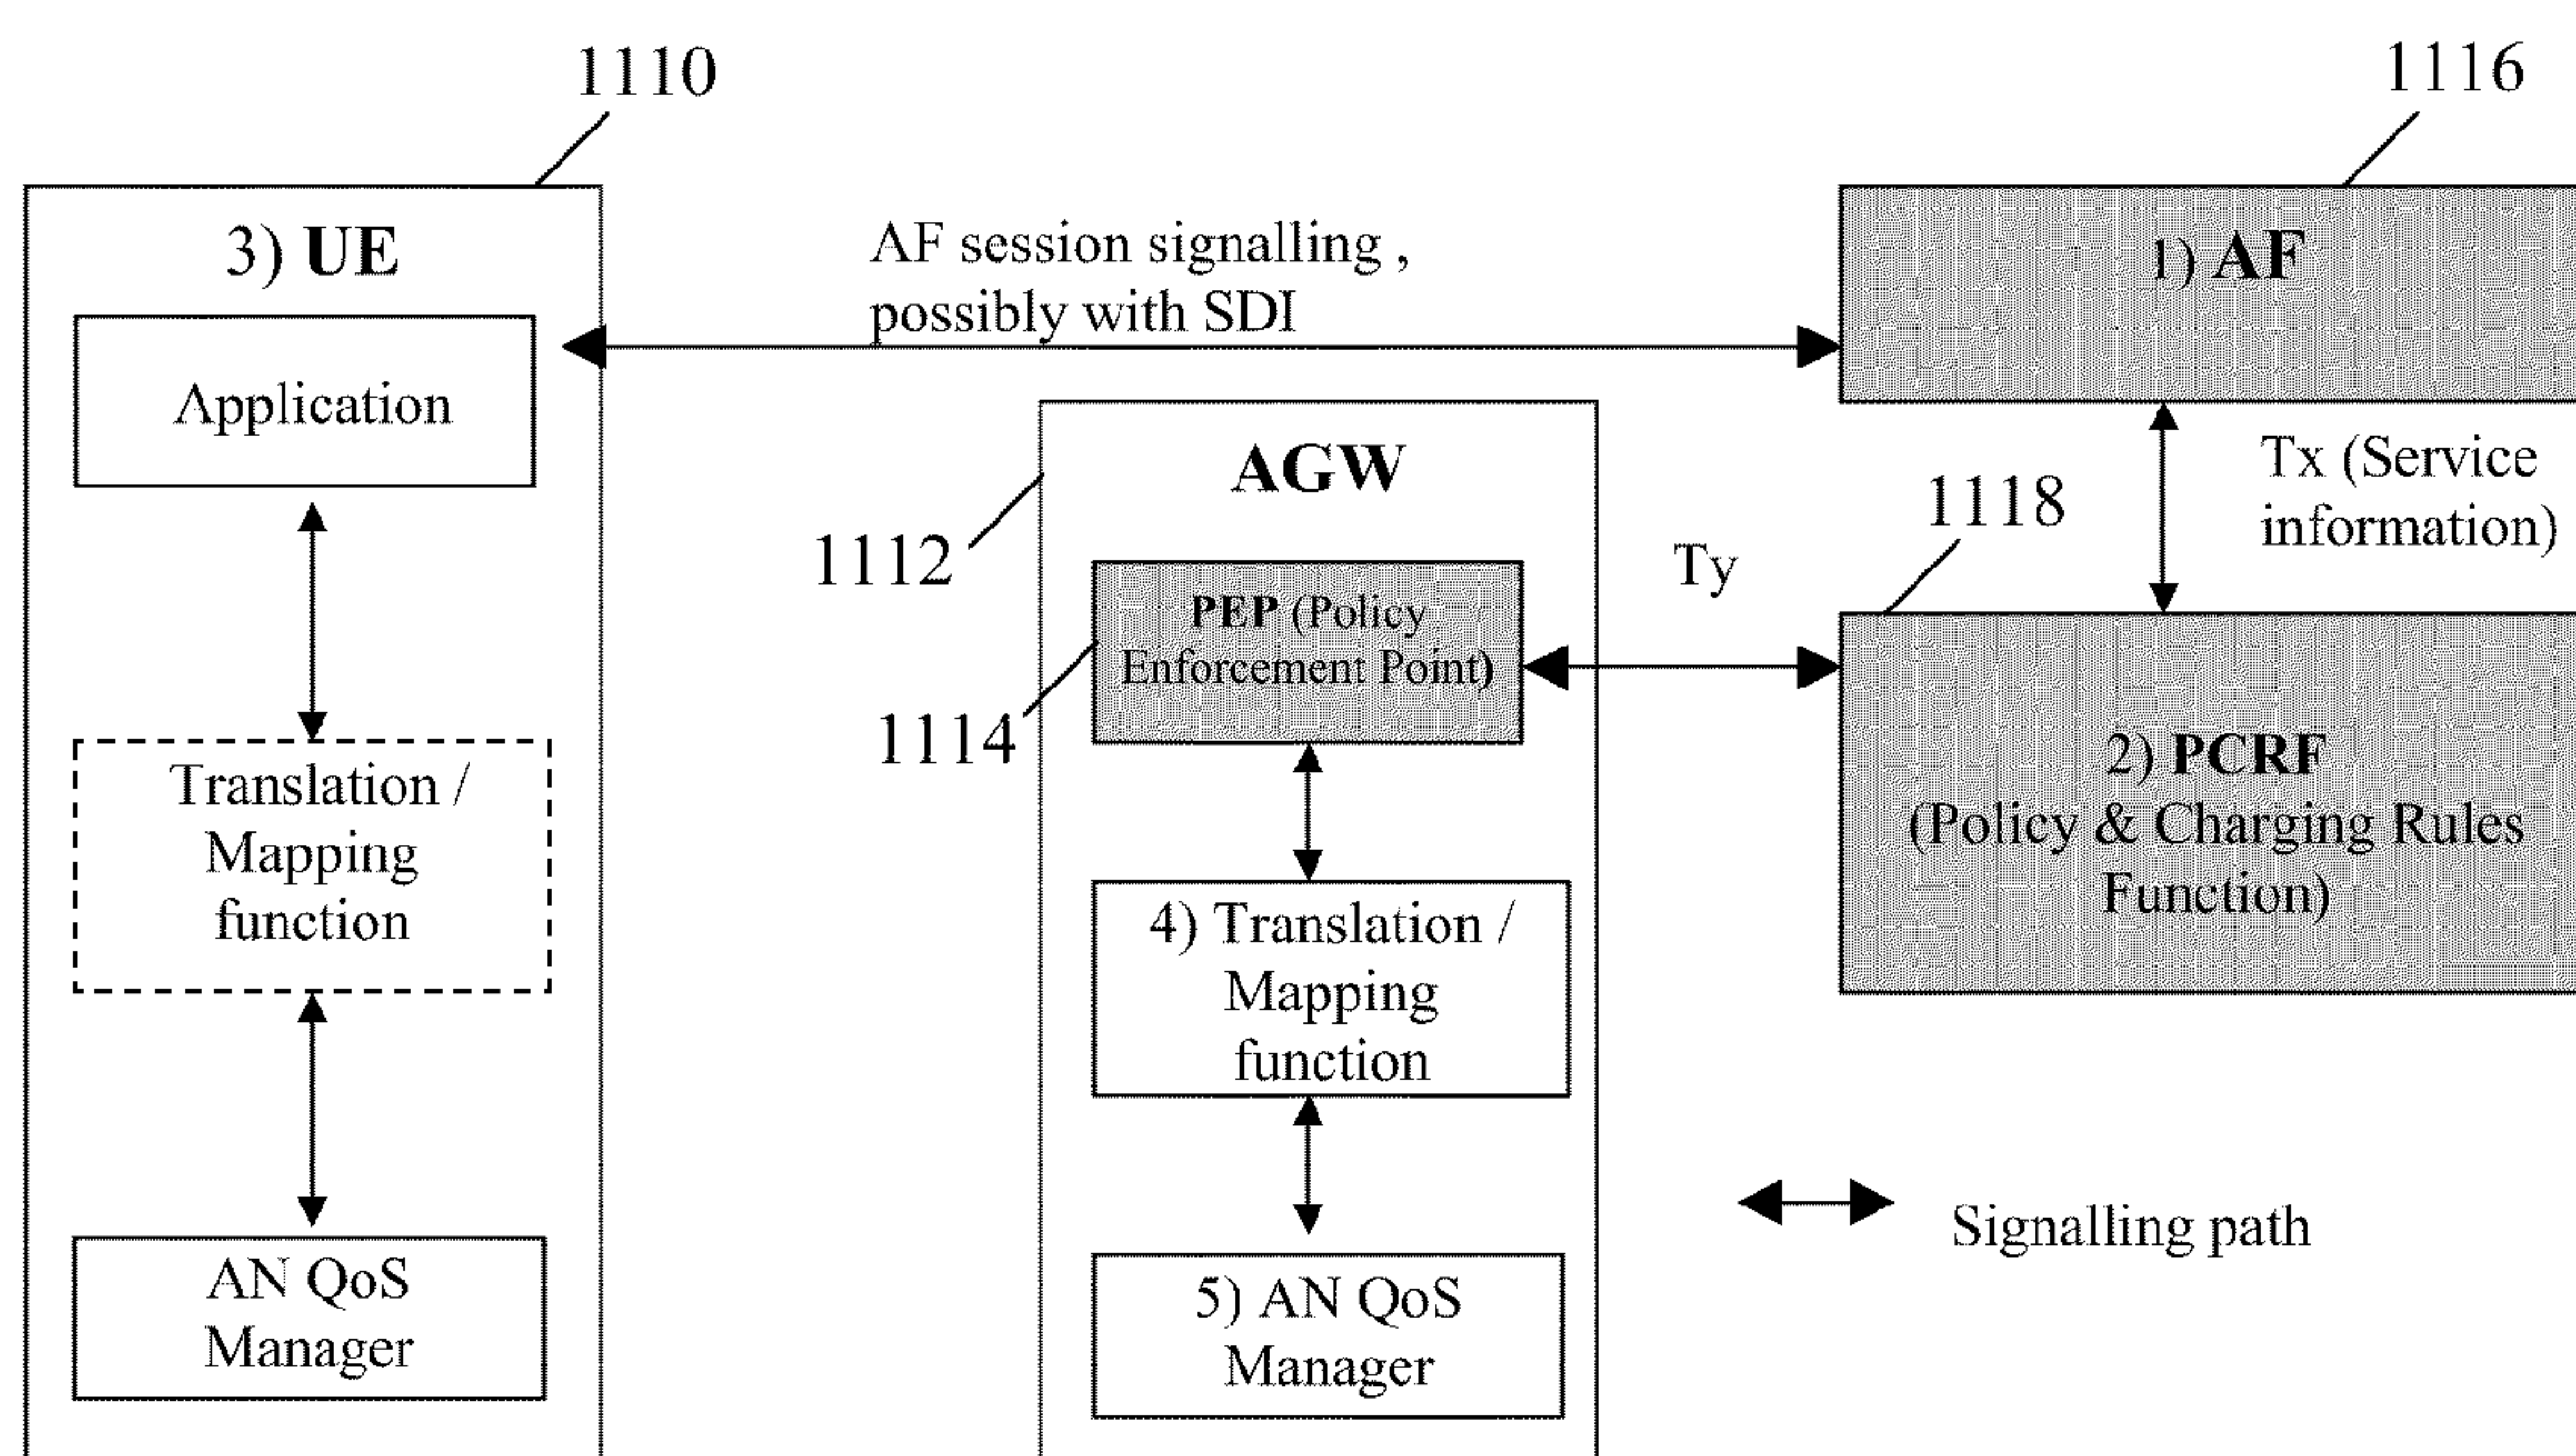 1110
1116
3) UE
AF session signalling ,
possibly with SDI
1) AF
Application
AGW
Tx (Service
information)
1118
1112
Ty
PEP (Policy
Enforcement Point)
1114
2) PCRF
(Policy & Charging Rules
Function)
Translation /
Mapping
function
4) Translation /
Mapping
function
Signalling path
AN QoS
Manager
5) AN QoS
Manager